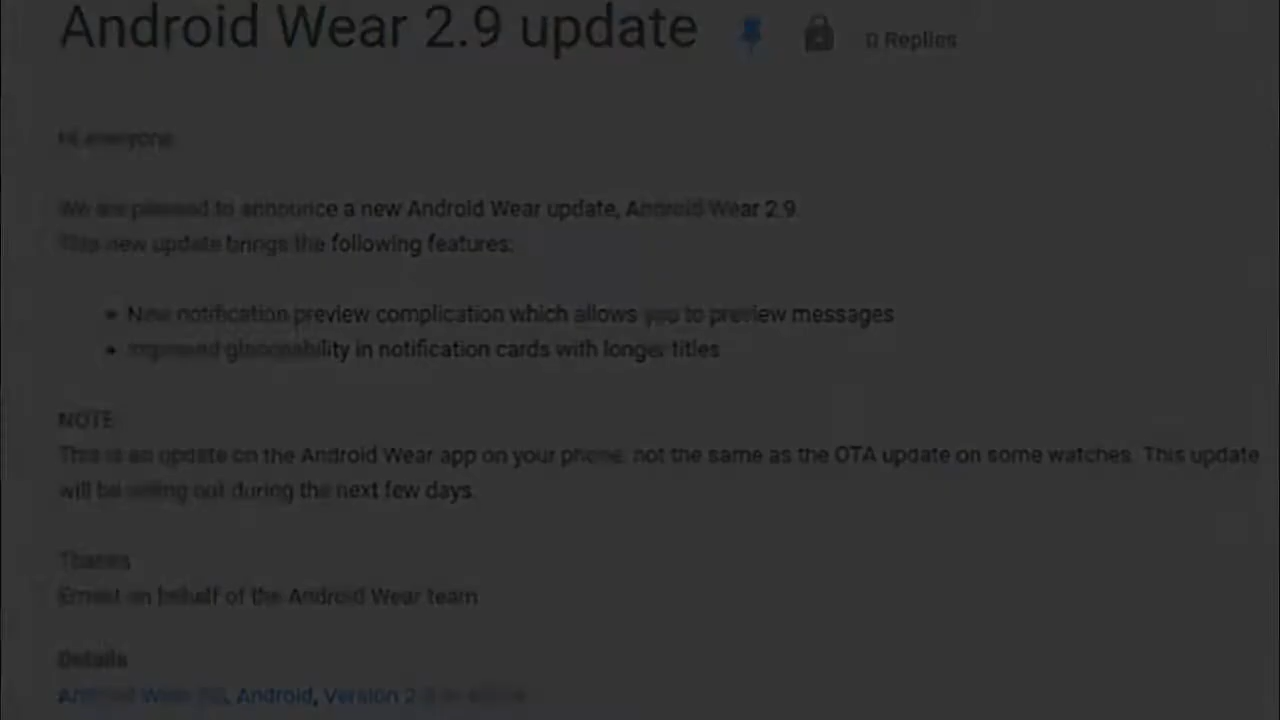 Android Wear 2.9 update
0 Replies
Hi everyone
We are pleased to announce a new Android Wear update, Android Wear 2.9
This new update brings the following features:
New notification preview complication which allows you to preview messages
Improved glanceability in notification cards with longer titles
NOTE
This is an update on the Android Wear app on your phone, not the same as the OTA update on some watches. This update
will be rolling out during the next few days.
Thanks
Ernest on behalf of the Android Wear team
Details
Android Wear Android, Version